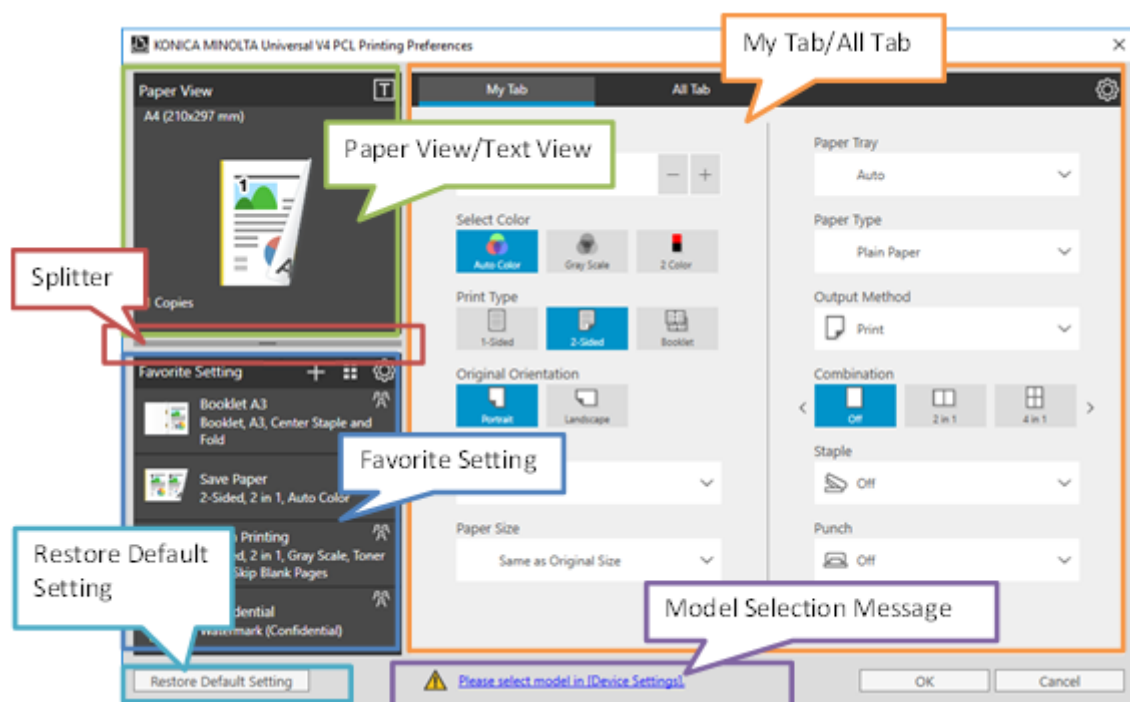 KONICA MINOLTA Universal V4 PCL Printing Preferences
My Tab/All Tab
Paper View
T
A4 (210x297 mm)
1
Paper View/Text View
Splitter
Copies
Favorite Setting
Booklet A3
Booklet, A3, Center Staple and
Fold
Save Paper
2-Sided, 2 in 1, Auto Color
Favorite Setting
Printing
2 in 1, Gray Scale, Toner
Skip Blank Pages
Restore Default
Setting
Watermark (Confidential)
Restore Default Setting
My Tab
All Tab
Select Color
Auto Color
Gray Scale
2 Color
Print Type
1-Sided
2-Sided
Booklet
Original Orientation
Portrait
Landscape
Paper Size
Same as Original Size
Paper Tray
Auto
Paper Type
Plain Paper
Output Method
Print
Combination
Off
2 in 1
4 in 1
Staple
Off
Punch
Off
Model Selection Message
Please select model in [Device Settings].
OK
Cancel